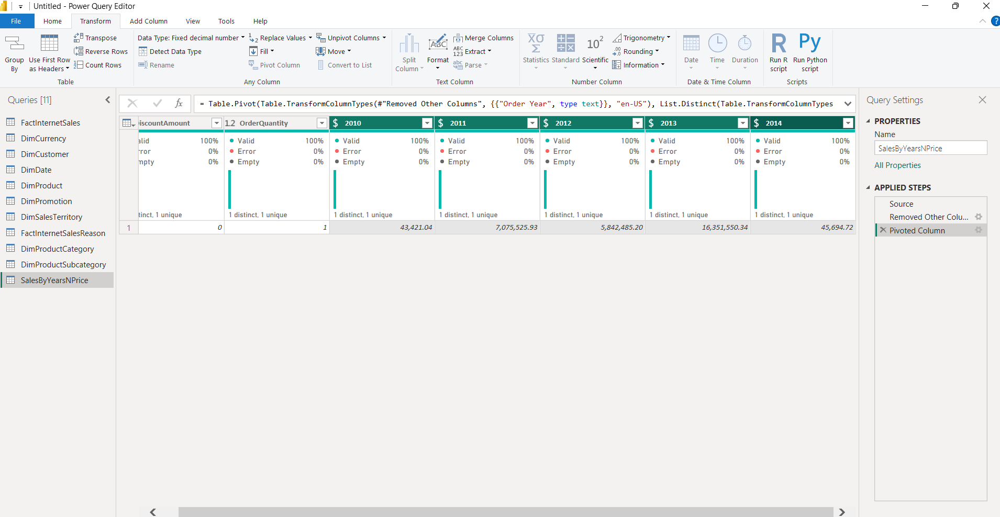 Untitled - Power Query Editor
File Home Transform Add Column View Tools Help ?
Group By
Use First Row as Headers
Transpose
Reverse Rows
Count Rows
Table
Data Type: Fixed decimal number
Detect Data Type
Rename
1 2 Replace Values
Fill
Pivot Column
Unpivot Columns
Move
Convert to List
Any Column
Split Column
ABC
Format
Merge Columns
ABC 123 Extract
abc Parse
Text Column
X̅σ Σ
Statistics
Standard
10²
Scientific
Trigonometry
.00 .0 Rounding
Information
Number Column
Date
Time
Duration
Date & Time Column
R
Run R script
Py
Run Python script
Scripts
Queries [11]
FactInternetSales
DimCurrency
DimCustomer
DimDate
DimProduct
DimPromotion
DimSalesTerritory
FactInternetSalesReason
DimProductCategory
DimProductSubcategory
SalesByYearsNPrice
fx = Table.Pivot(Table.TransformColumnTypes(#"Removed Other Columns", {{"Order Year", type text}}, "en-US"), List.Distinct(Table.TransformColumnTypes
iscountAmount 1.2 OrderQuantity $ 2010 $ 2011 $ 2012 $ 2013 $ 2014
alid 100% Valid 100% Valid 100% Valid 100% Valid 100% Valid 100% Valid 100%
rror 0% Error 0% Error 0% Error 0% Error 0% Error 0% Error 0%
mpty 0% Empty 0% Empty 0% Empty 0% Empty 0% Empty 0% Empty 0%
tinct, 1 unique 1 distinct, 1 unique 1 distinct, 1 unique 1 distinct, 1 unique 1 distinct, 1 unique 1 distinct, 1 unique 1 distinct, 1 unique
1 0 1 43,421.04 7,075,525.93 5,842,485.20 16,351,550.34 45,694.72
Query Settings
PROPERTIES
Name
SalesByYearsNPrice
All Properties
APPLIED STEPS
Source
Removed Other Colu...
Pivoted Column